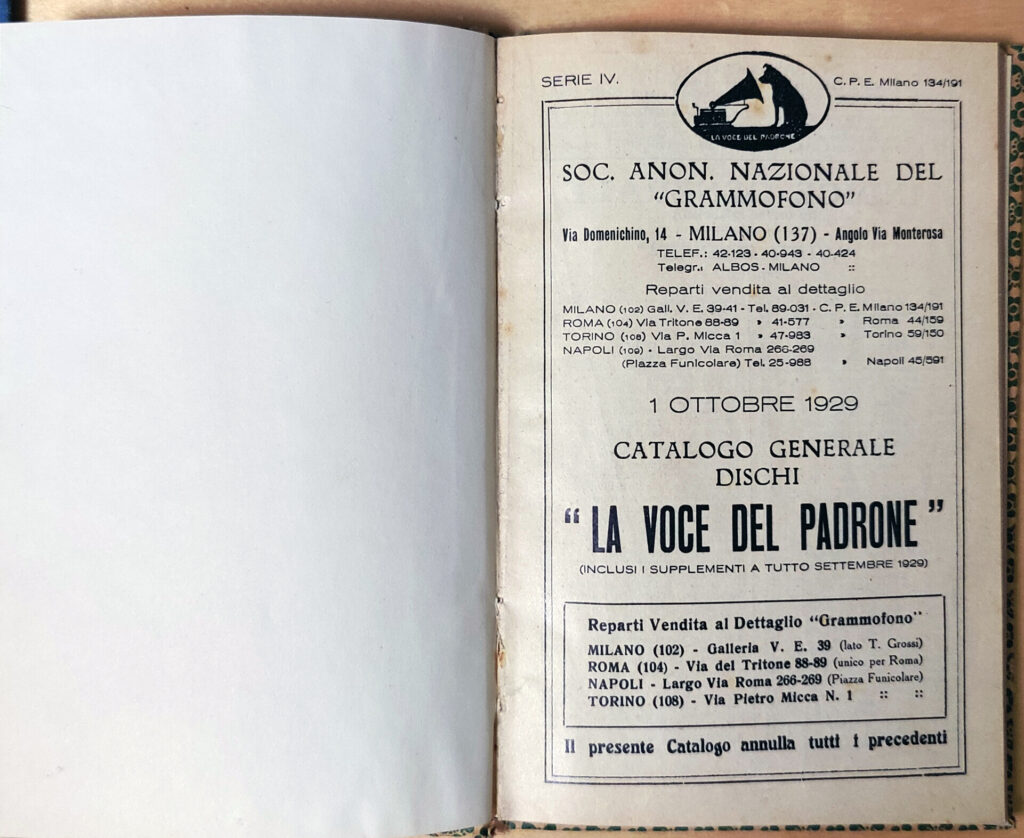 SERIE IV.
C. P. E. Milano 134/191
LA VOCE DEL PADRONE
SOC. ANON. NAZIONALE DEL
“GRAMMOFONO”
Via Domenichino, 14 - MILANO (137) - Angolo Via Monterosa
TELEF.: 42-123 - 40-943 - 40-424
Telegr.: ALBOS - MILANO ::
Reparti vendita al dettaglio
MILANO (102) Gall. V. E. 39-41 - Tel. 89-031 - C. P. E. Milano 134/191
ROMA (104) Via Tritone 88-89 » 41-577 » Roma 44/159
TORINO (108) Via P. Micca 1 » 47-983 » Torino 59/150
NAPOLI (109) - Largo Via Roma 266-269
(Piazza Funicolare) Tel. 25-988 » Napoli 45/591
1 OTTOBRE 1929
CATALOGO GENERALE
DISCHI
“ LA VOCE DEL PADRONE ”
(INCLUSI I SUPPLEMENTI A TUTTO SETTEMBRE 1929)
Reparti Vendita al Dettaglio “Grammofono”
MILANO (102) - Galleria V. E. 39 (lato T. Grossi)
ROMA (104) - Via del Tritone 88-89 (unico per Roma)
NAPOLI - Largo Via Roma 266-269 (Piazza Funicolare)
TORINO (108) - Via Pietro Micca N. 1 :: ::
Il presente Catalogo annulla tutti i precedenti